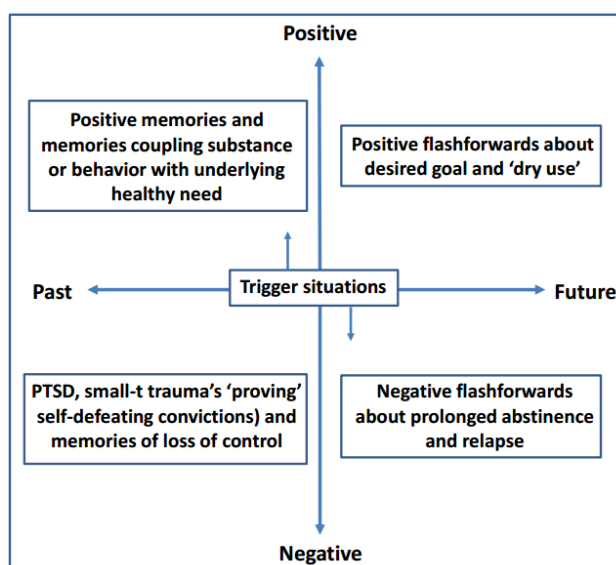 Positive
Positive memories and
memories coupling substance
or behavior with underlying
healthy need
Positive flashforwards about
desired goal and ‘dry use’
Past
Trigger situations
Future
PTSD, small-t trauma’s ‘proving’
self-defeating convictions) and
memories of loss of control
Negative flashforwards
about prolonged abstinence
and relapse
Negative